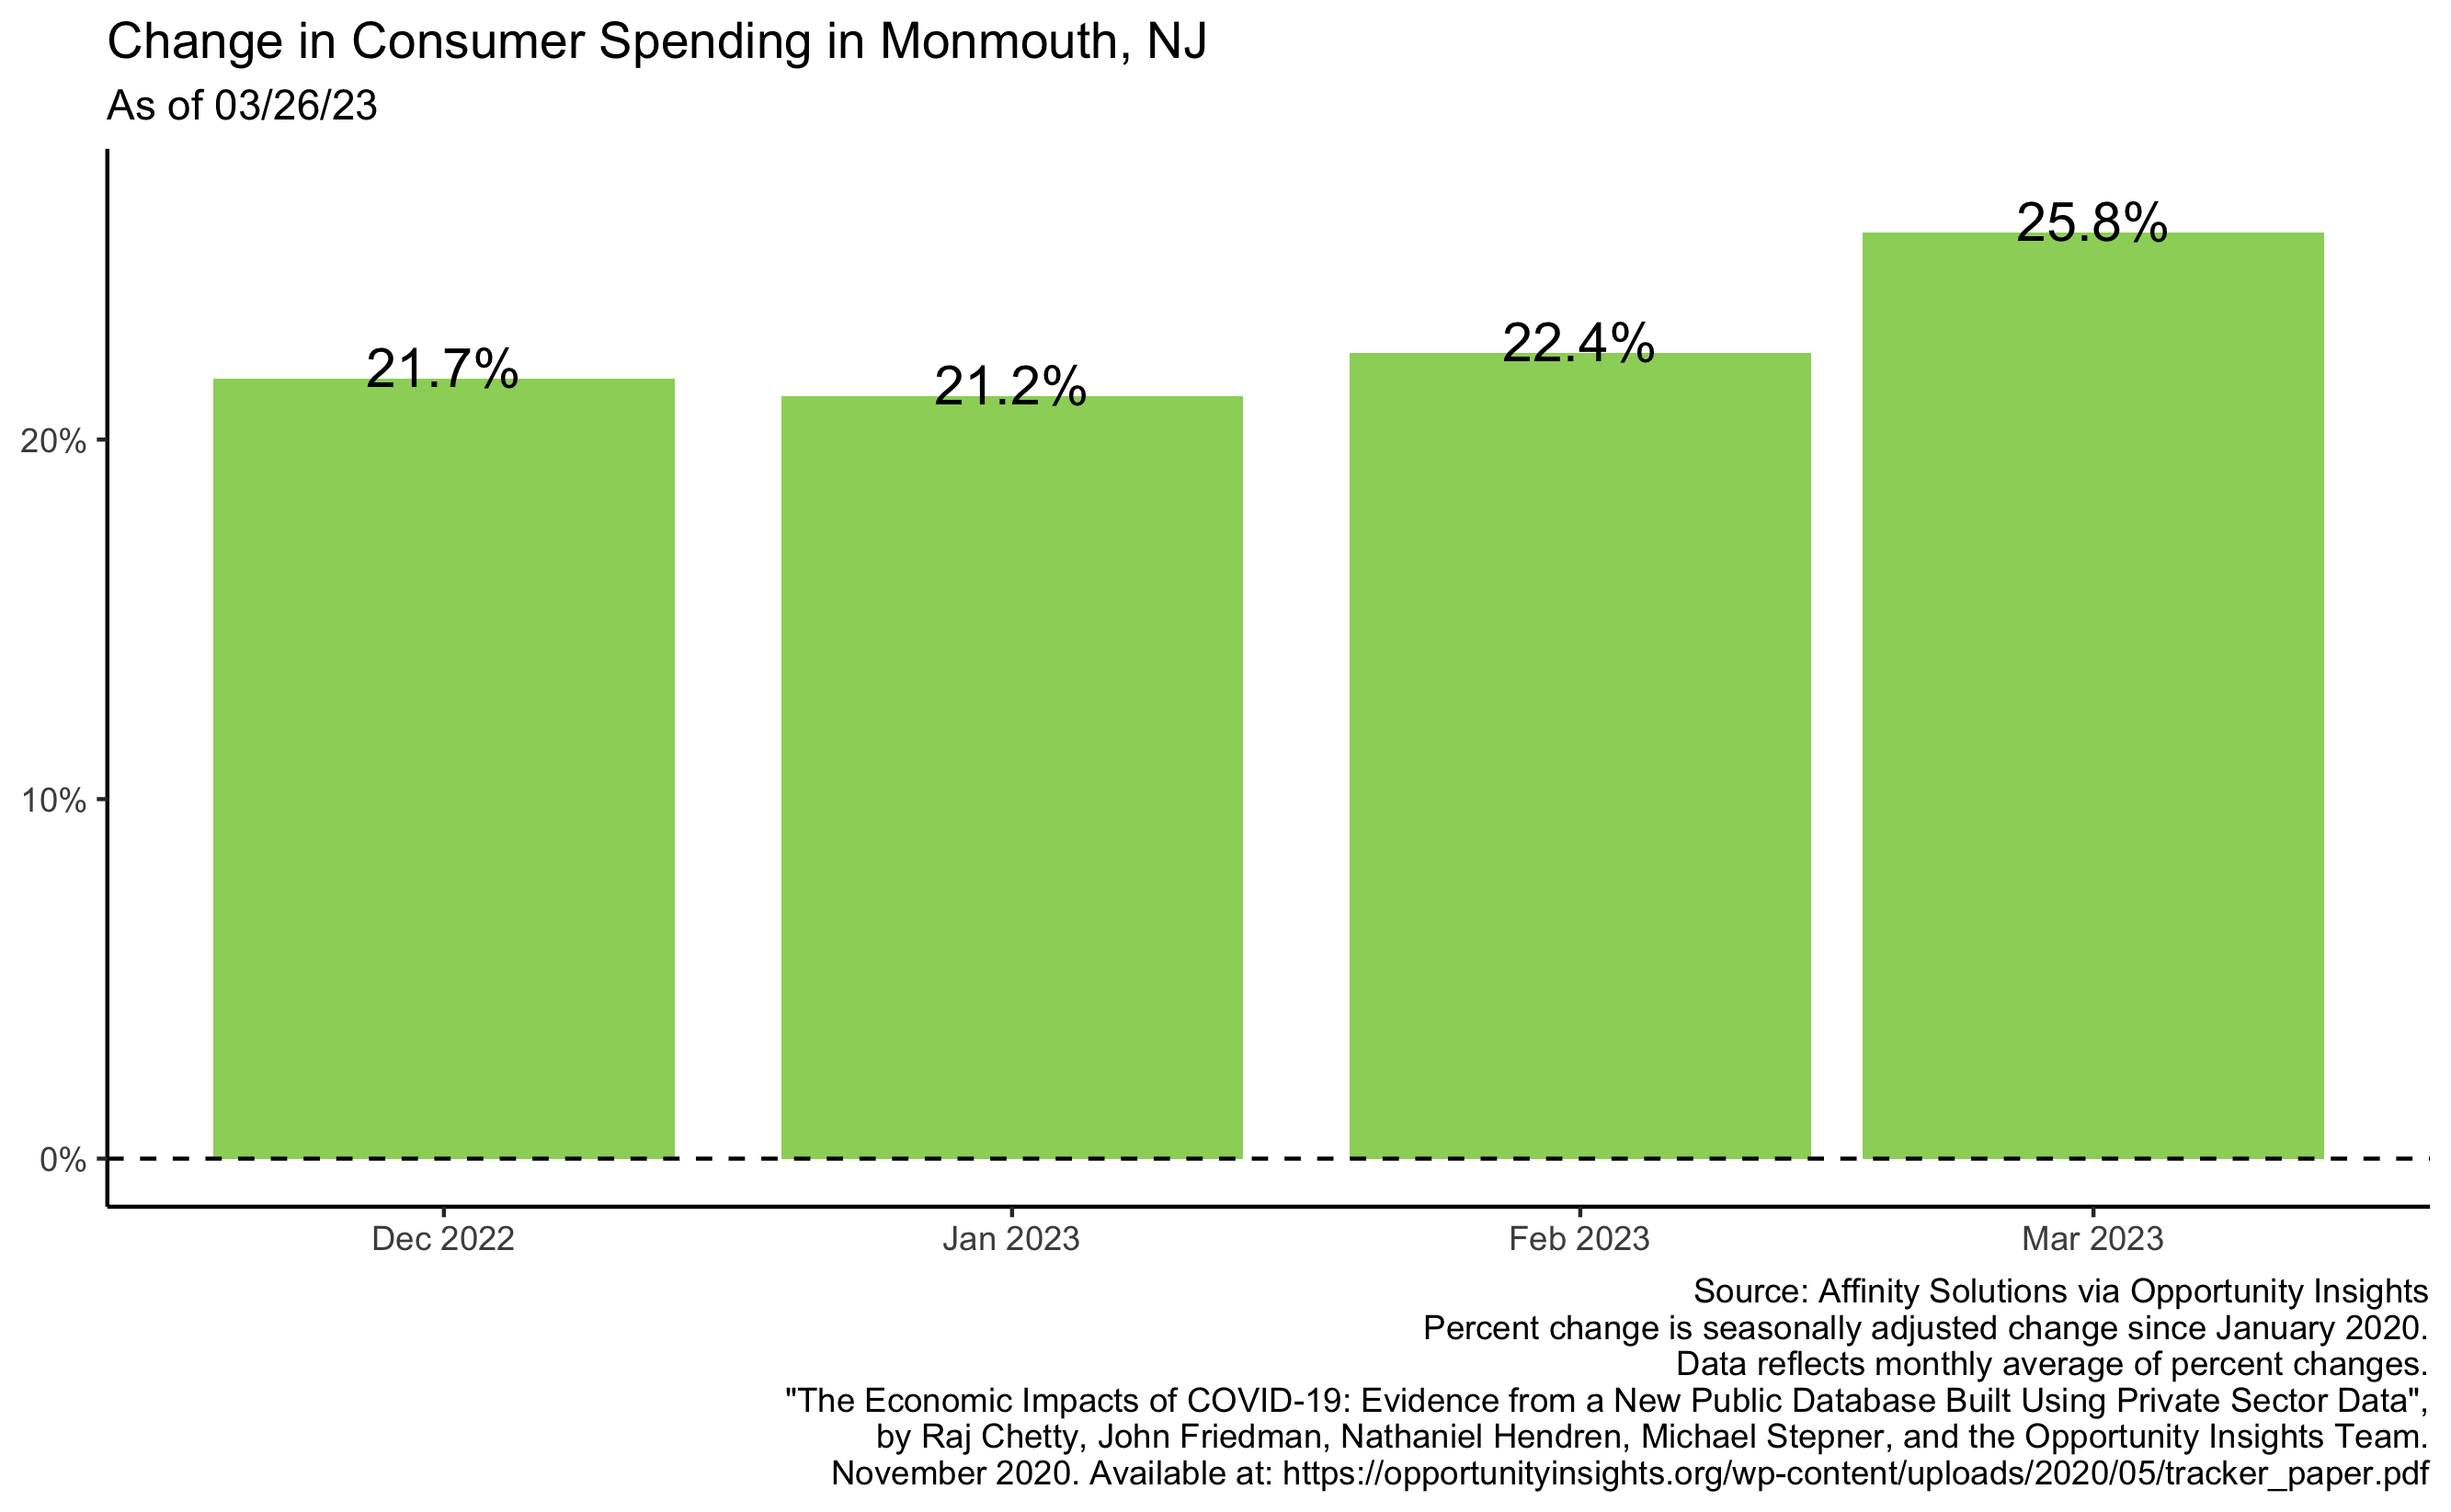 Change in Consumer Spending in Monmouth, NJ
As of 03/26/23
21.7%
21.2%
22.4%
25.8%
20%
10%
0%
Dec 2022
Jan 2023
Feb 2023
Mar 2023
Source: Affinity Solutions via Opportunity Insights
Percent change is seasonally adjusted change since January 2020.
Data reflects monthly average of percent changes.
"The Economic Impacts of COVID-19: Evidence from a New Public Database Built Using Private Sector Data",
by Raj Chetty, John Friedman, Nathaniel Hendren, Michael Stepner, and the Opportunity Insights Team.
November 2020. Available at: https://opportunityinsights.org/wp-content/uploads/2020/05/tracker_paper.pdf